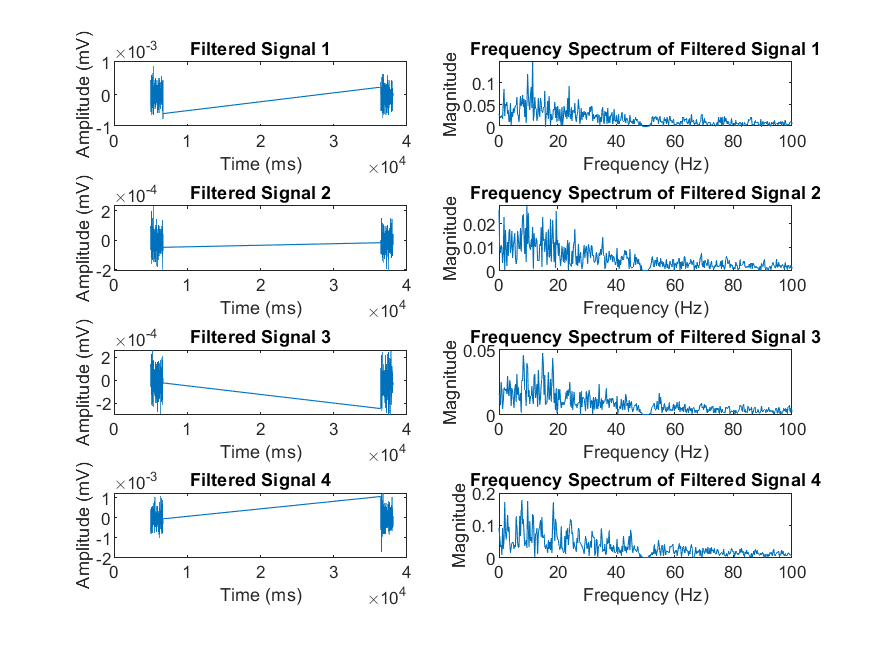 Filtered Signal 1
×10-3
Amplitude (mV)
1
0
-1
0 1 2 3 4
Time (ms)
×104
Frequency Spectrum of Filtered Signal 1
Magnitude
0.1
0.05
0
0 20 40 60 80 100
Frequency (Hz)
Filtered Signal 2
×10-4
Amplitude (mV)
2
0
-2
0 1 2 3 4
Time (ms)
×104
Frequency Spectrum of Filtered Signal 2
Magnitude
0.02
0.01
0
0 20 40 60 80 100
Frequency (Hz)
Filtered Signal 3
×10-4
Amplitude (mV)
2
0
-2
0 1 2 3 4
Time (ms)
×104
Frequency Spectrum of Filtered Signal 3
Magnitude
0.05
0
0 20 40 60 80 100
Frequency (Hz)
Filtered Signal 4
×10-3
Amplitude (mV)
1
0
-2
0 1 2 3 4
Time (ms)
×104
Frequency Spectrum of Filtered Signal 4
Magnitude
0.2
0.1
0
0 20 40 60 80 100
Frequency (Hz)